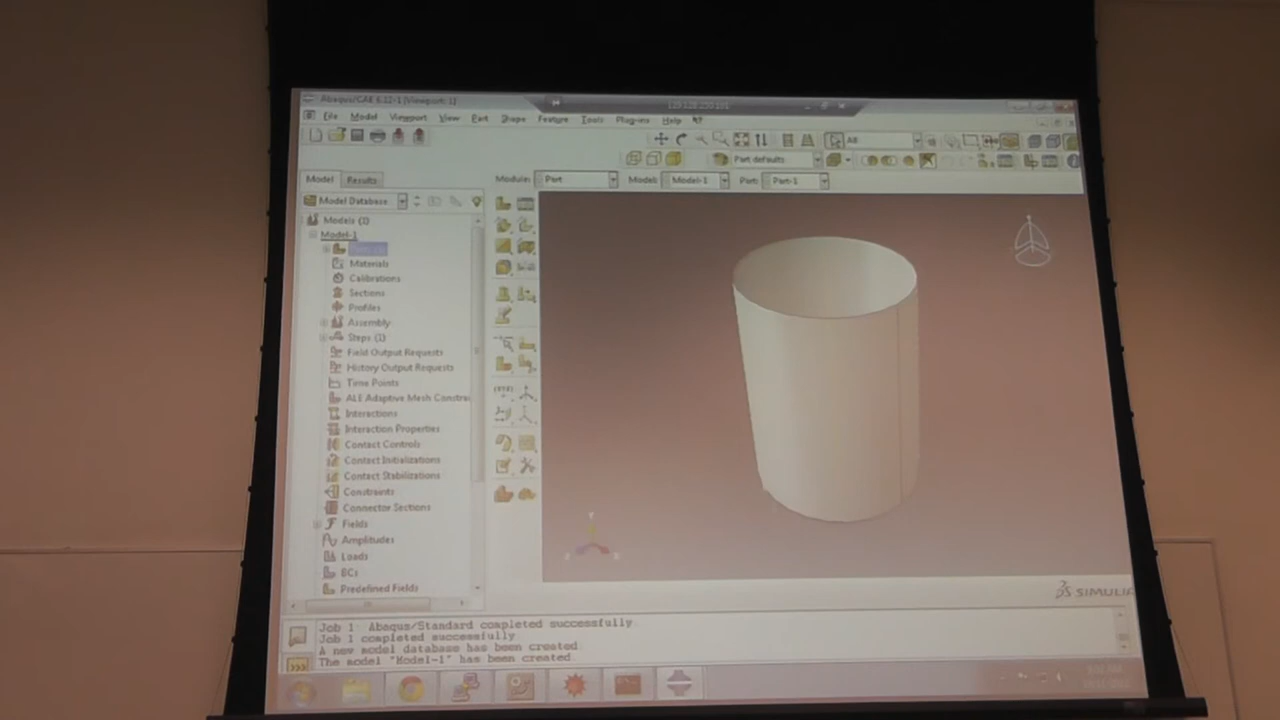 Abaqus/CAE 6.12-1 [Viewport: 1]
File Model Viewport View Part Shape Feature Tools Plug-ins Help
All
Part defaults
Model Results
Module: Part Model: Model-1 Part: Part-1
Model Database
Models (1)
Model-1
Materials
Calibrations
Sections
Profiles
Assembly
Steps (1)
Field Output Requests
History Output Requests
Time Points
ALE Adaptive Mesh Constra
Interactions
Interaction Properties
Contact Controls
Contact Initializations
Contact Stabilizations
Constraints
Connector Sections
Fields
Amplitudes
Loads
BCs
Predefined Fields
Y
SIMULIA
Job 1: Abaqus/Standard completed successfully
Job 1 completed successfully
A new model database has been created
The model "Model-1" has been created